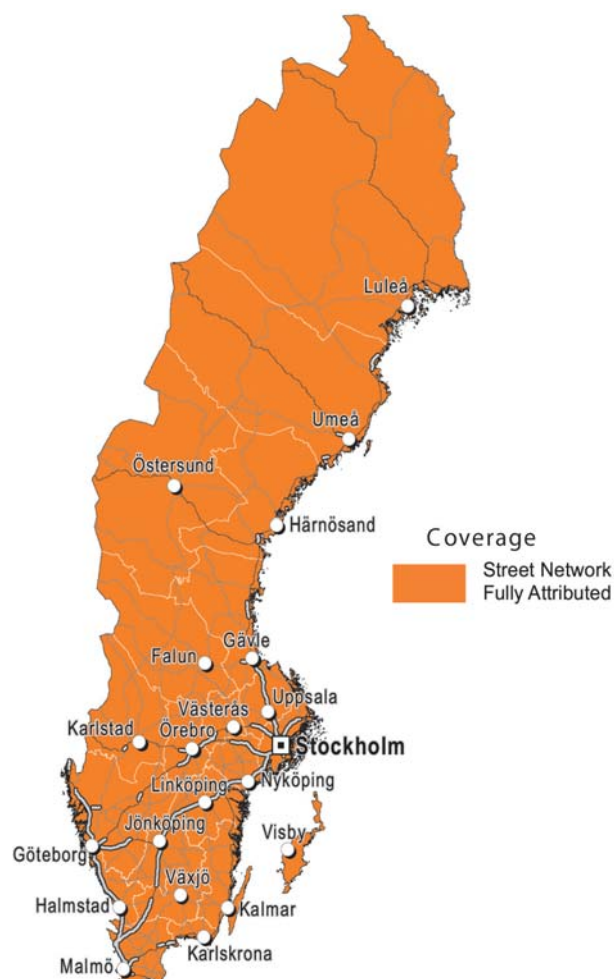 Luleå
Umeå
Östersund
Härnösand
Coverage
Street Network
Fully Attributed
Gävle
Falun
Uppsala
Västerås
Karlstad
Örebro
Stockholm
Linköping
Nyköping
Jönköping
Visby
Göteborg
Växjö
Halmstad
Kalmar
Karlskrona
Malmö